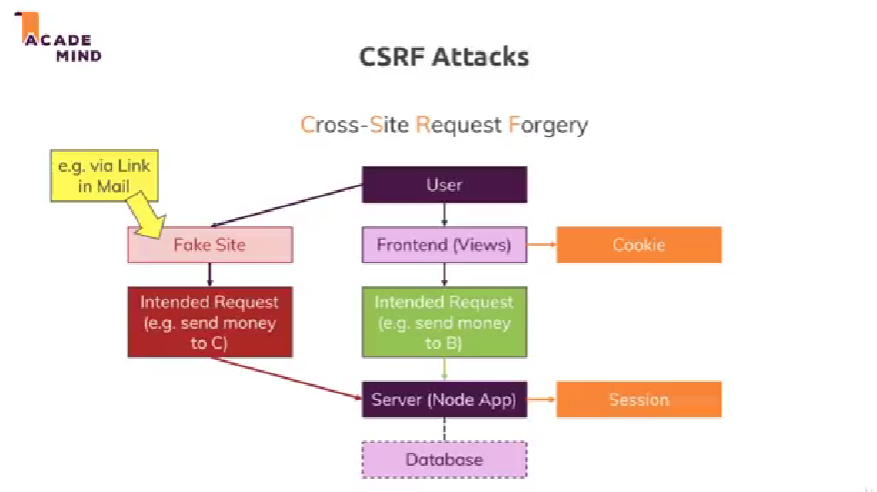 ACADE
MIND
CSRF Attacks
Cross-Site Request Forgery
e.g. via Link
in Mail
User
Fake Site
Frontend (Views)
Cookie
Intended Request
(e.g. send money
to C)
Intended Request
(e.g. send money
to B)
Server (Node App)
Session
Database